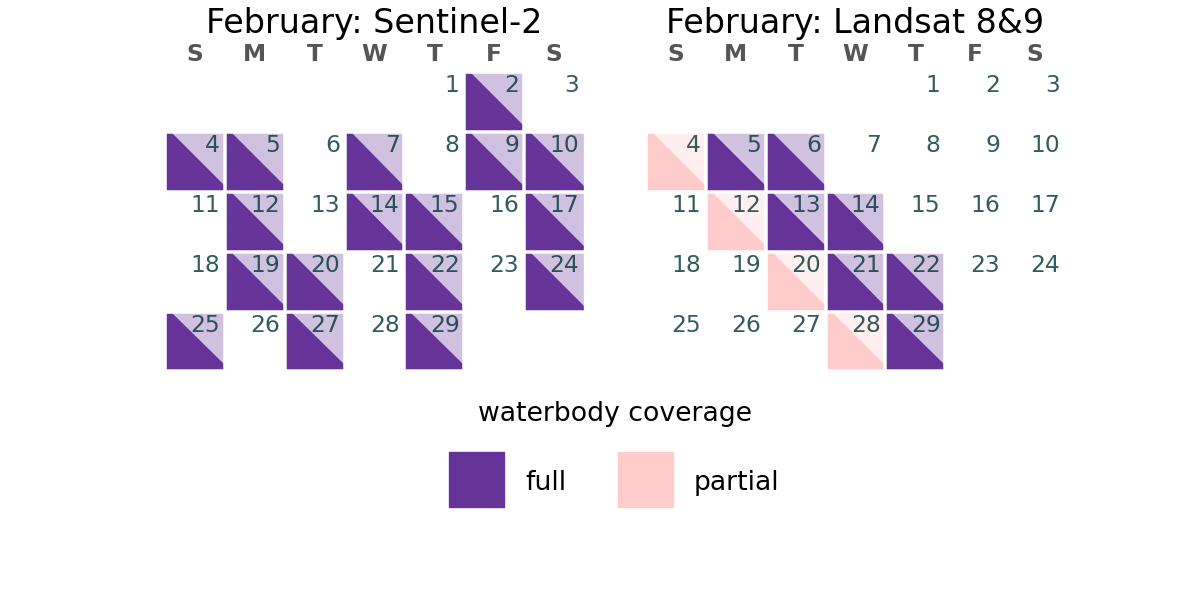 February: Sentinel-2
S M T W T F S
1 2 3
4 5 6 7 8 9 10
11 12 13 14 15 16 17
18 19 20 21 22 23 24
25 26 27 28 29
February: Landsat 8&9
S M T W T F S
1 2 3
4 5 6 7 8 9 10
11 12 13 14 15 16 17
18 19 20 21 22 23 24
25 26 27 28 29
waterbody coverage
full partial